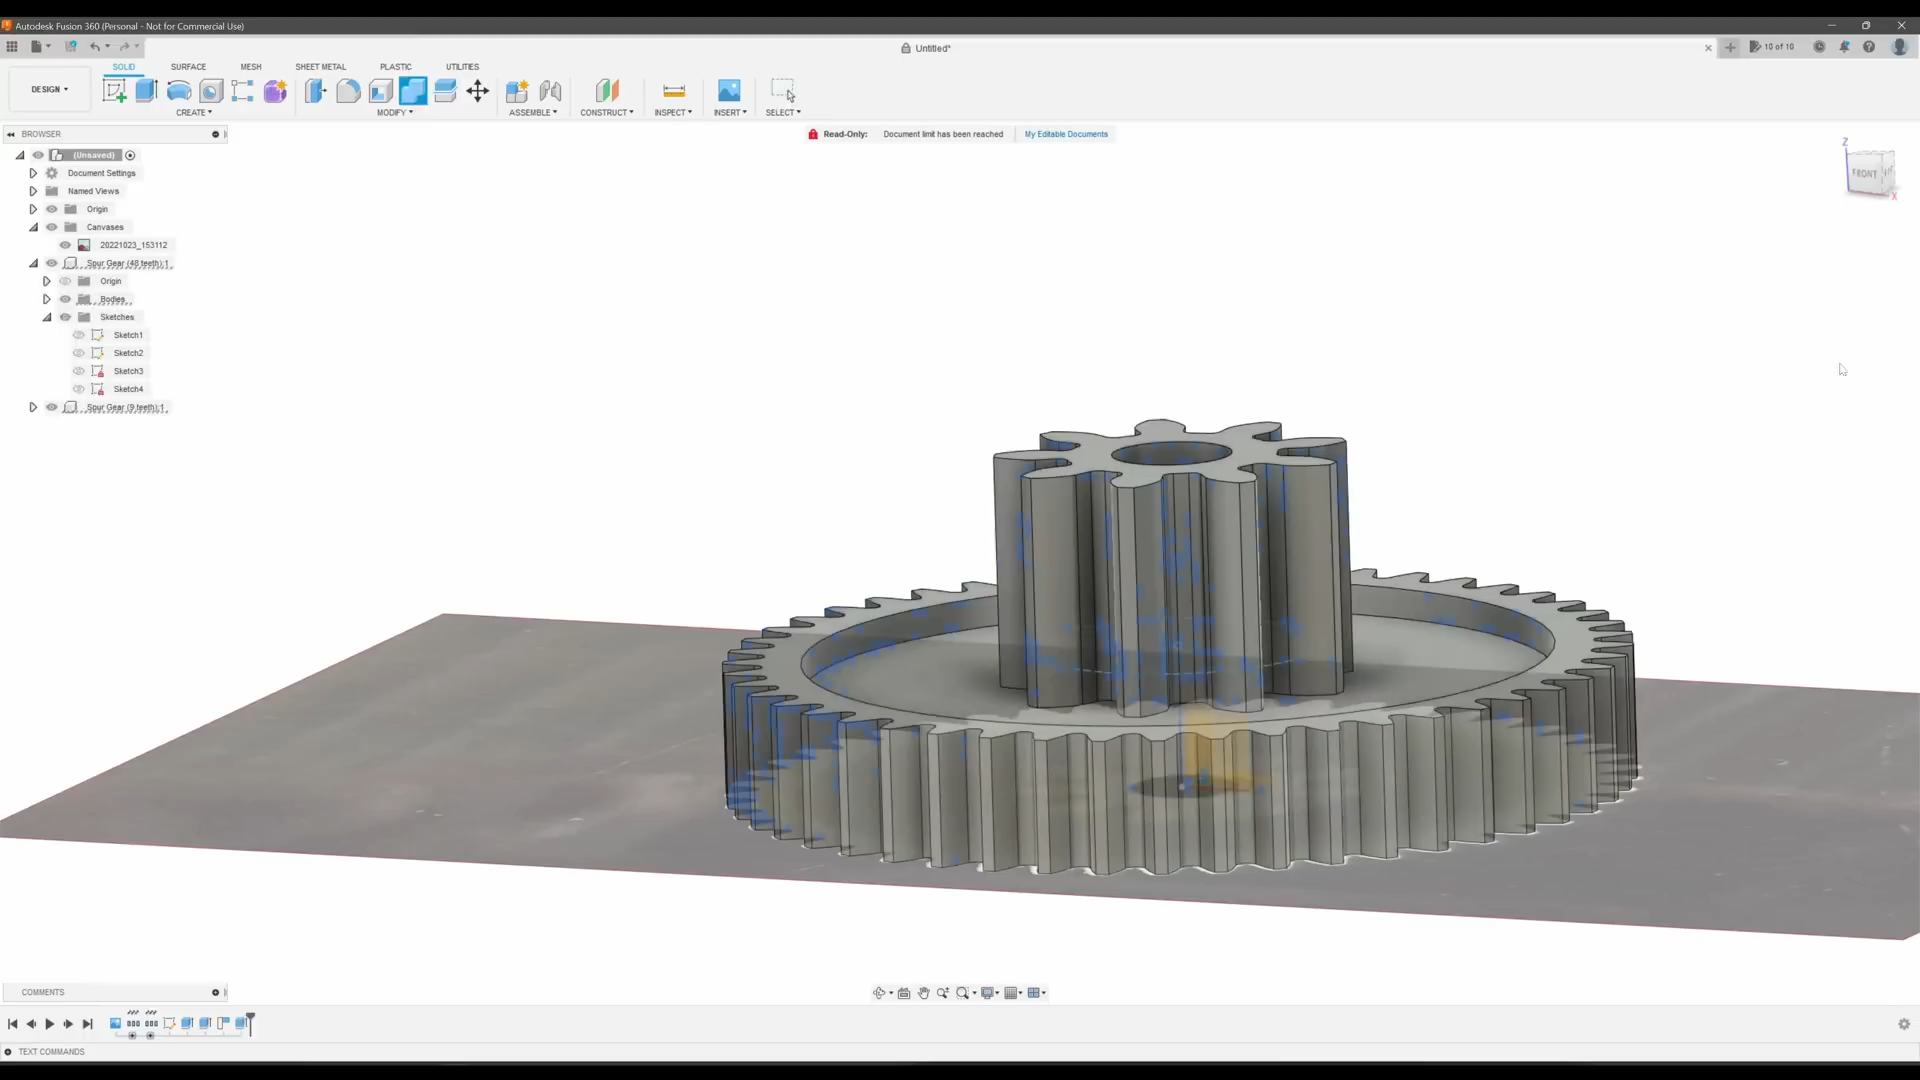 Autodesk Fusion 360 (Personal - Not for Commercial Use)
Untitled*
10 of 10
DESIGN
SOLID
SURFACE
MESH
SHEET METAL
PLASTIC
UTILITIES
CREATE
MODIFY
ASSEMBLE
CONSTRUCT
INSPECT
INSERT
SELECT
BROWSER
Read-Only: Document limit has been reached My Editable Documents
(Unsaved)
Document Settings
Named Views
Origin
Canvases
20221023_153112
Spur Gear (48 teeth):1
Origin
Bodies
Sketches
Sketch1
Sketch2
Sketch3
Sketch4
Spur Gear (9 teeth):1
Z
FRONT
X
COMMENTS
TEXT COMMANDS